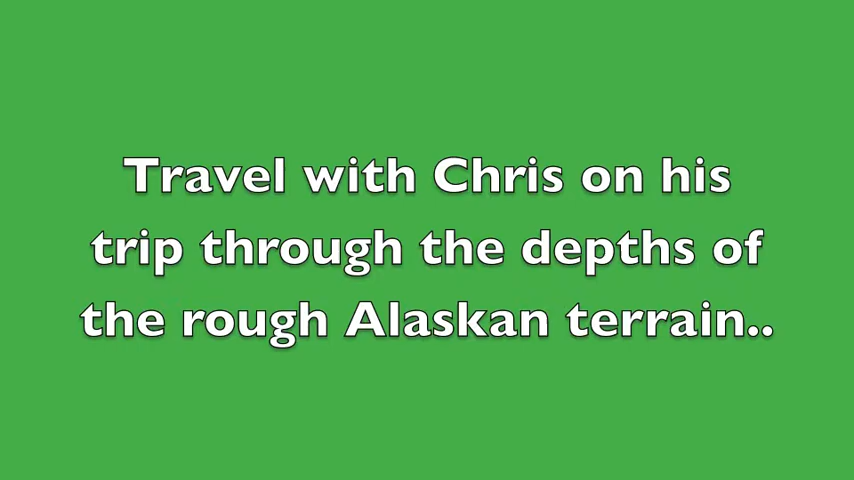 Travel with Chris on his
trip through the depths of
the rough Alaskan terrain..